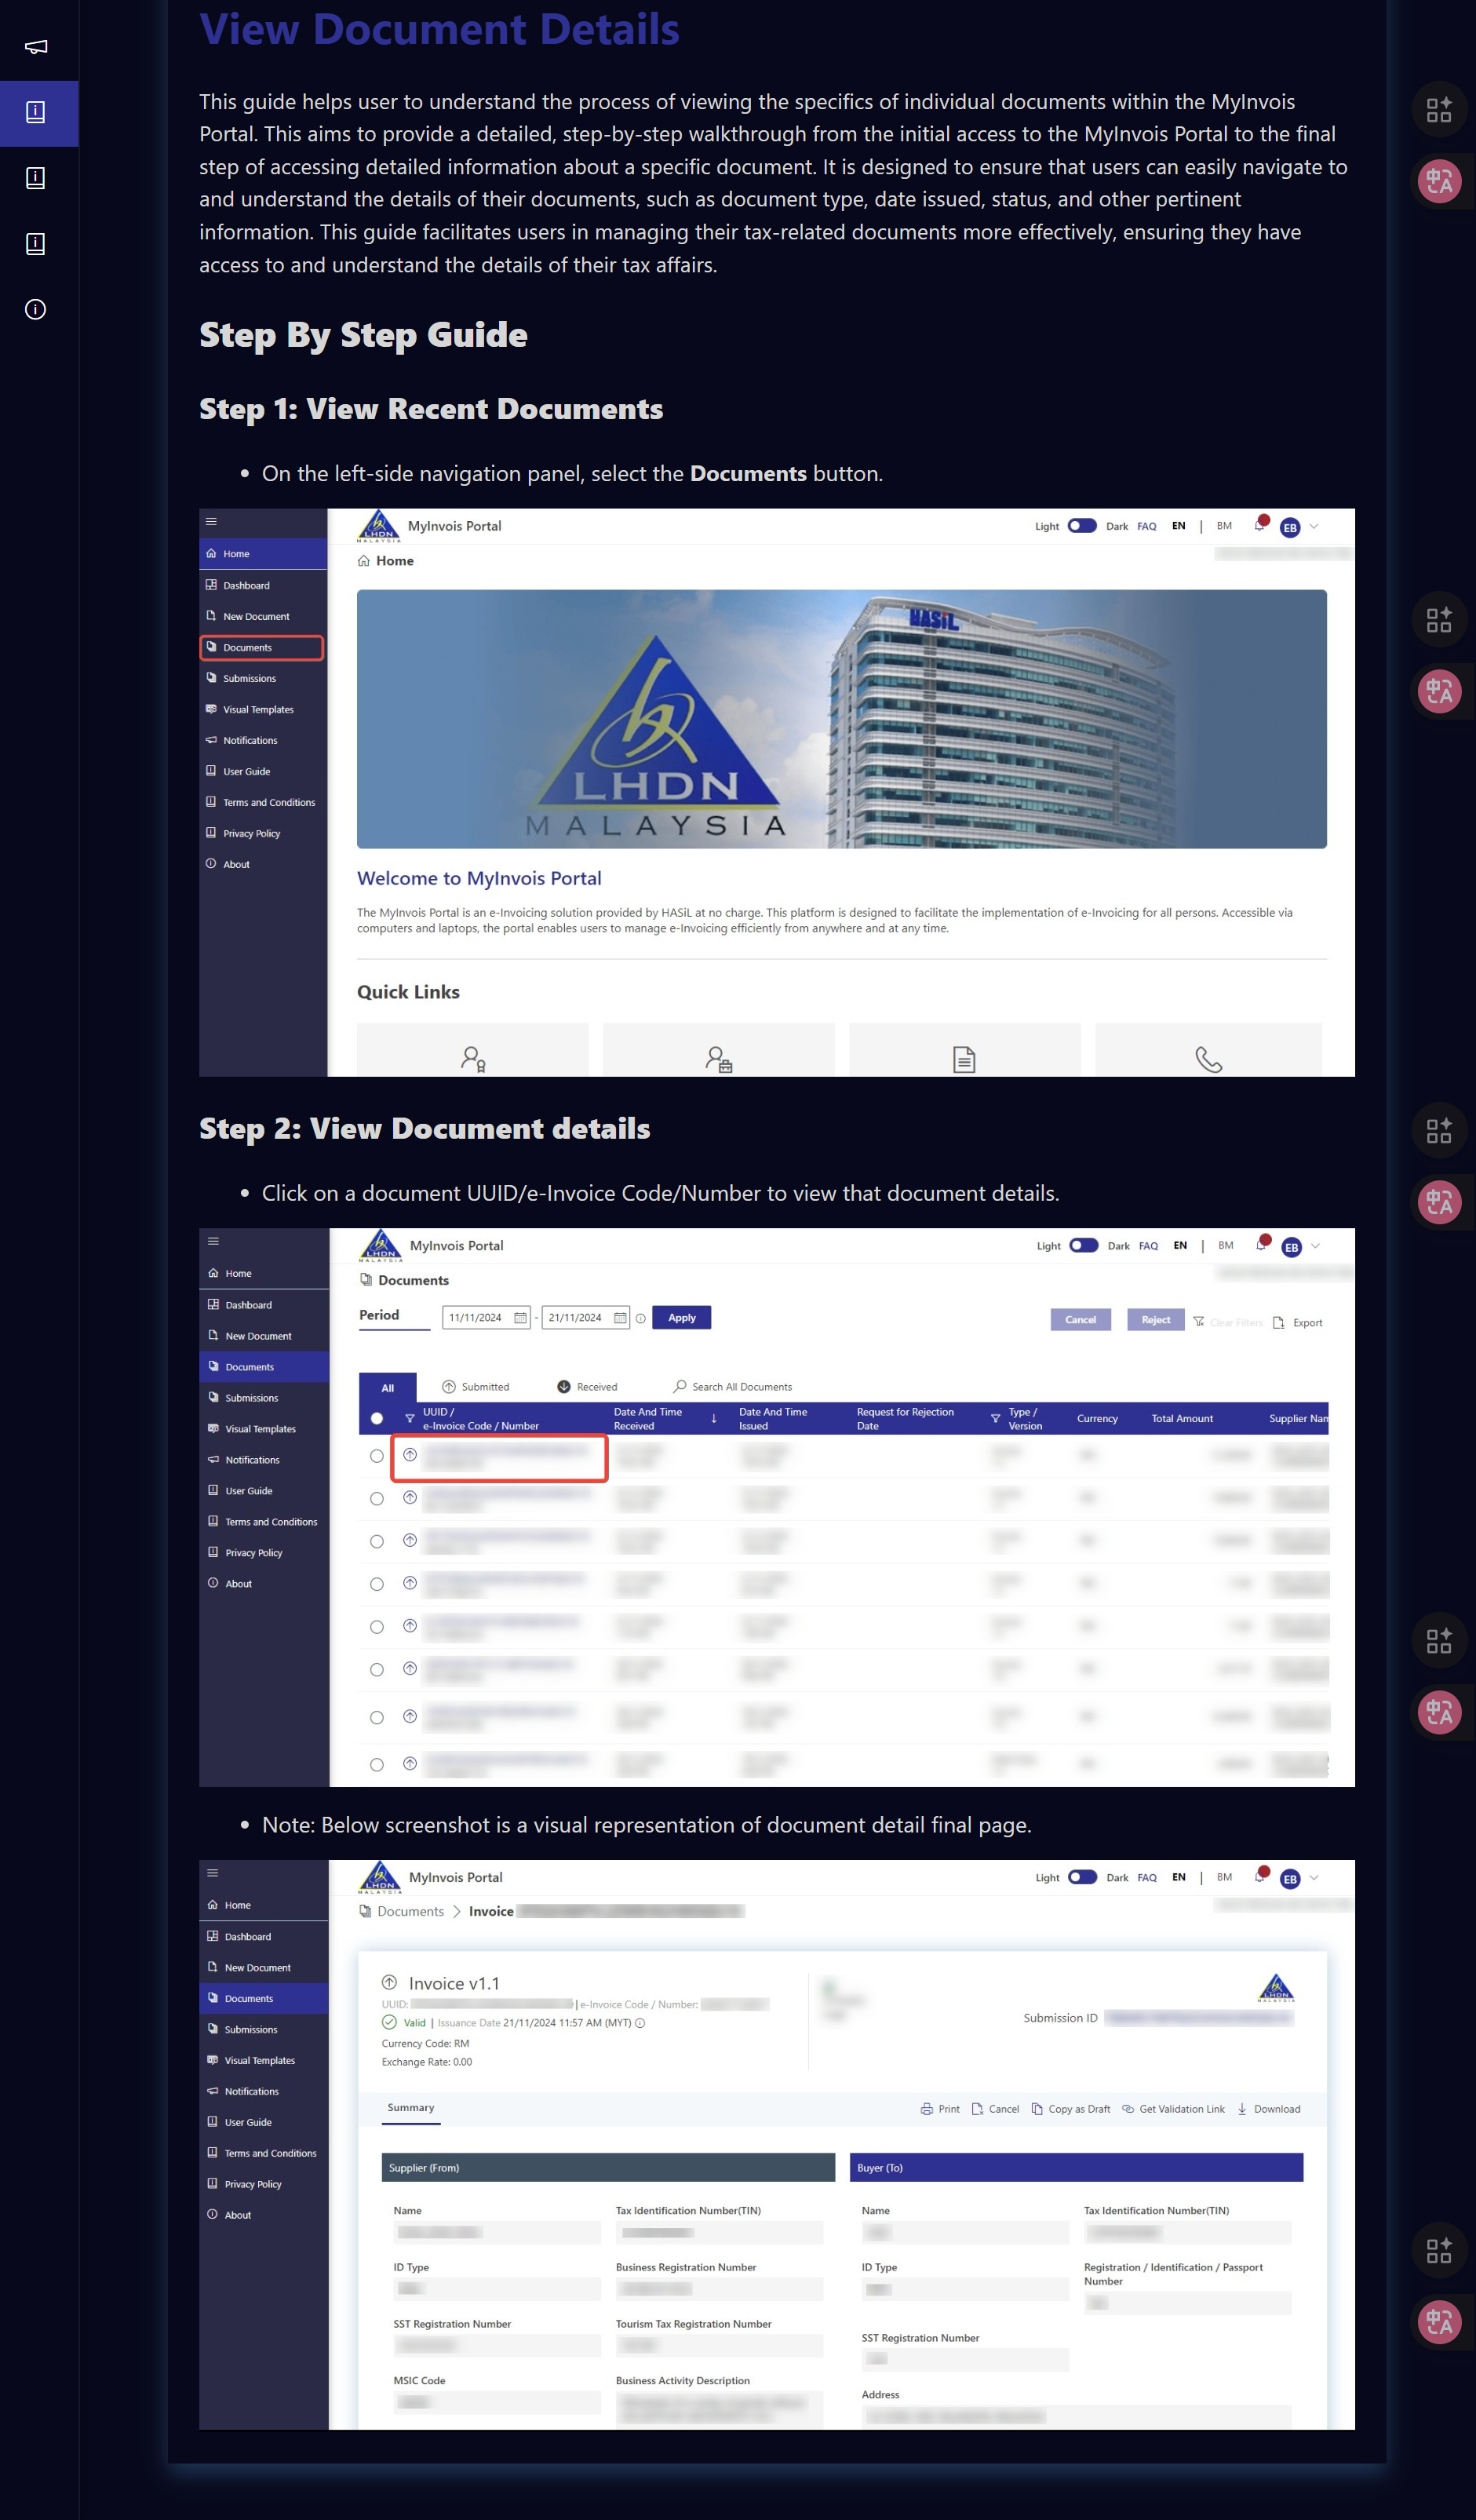 View Document Details
This guide helps user to understand the process of viewing the specifics of individual documents within the MyInvois
Portal. This aims to provide a detailed, step-by-step walkthrough from the initial access to the MyInvois Portal to the final
step of accessing detailed information about a specific document. It is designed to ensure that users can easily navigate to
and understand the details of their documents, such as document type, date issued, status, and other pertinent
information. This guide facilitates users in managing their tax-related documents more effectively, ensuring they have
access to and understand the details of their tax affairs.
Step By Step Guide
Step 1: View Recent Documents
• On the left-side navigation panel, select the Documents button.
LHDN
MALAYSIA
MyInvois Portal
Light Dark FAQ EN | BM EB
Home
Dashboard
New Document
Documents
Submissions
Visual Templates
Notifications
User Guide
Terms and Conditions
Privacy Policy
About
Home
HASiL
LHDN
MALAYSIA
Welcome to MyInvois Portal
The MyInvois Portal is an e-Invoicing solution provided by HASiL at no charge. This platform is designed to facilitate the implementation of e-Invoicing for all persons. Accessible via
computers and laptops, the portal enables users to manage e-Invoicing efficiently from anywhere and at any time.
Quick Links
Step 2: View Document details
• Click on a document UUID/e-Invoice Code/Number to view that document details.
LHDN
MALAYSIA
MyInvois Portal
Light Dark FAQ EN | BM EB
Home
Dashboard
New Document
Documents
Submissions
Visual Templates
Notifications
User Guide
Terms and Conditions
Privacy Policy
About
Documents
Period 11/11/2024 - 21/11/2024 Apply
Cancel Reject Clear Filters Export
All Submitted Received Search All Documents
UUID /
e-Invoice Code / Number
Date And Time
Received
Date And Time
Issued
Request for Rejection
Date
Type /
Version
Currency
Total Amount
Supplier Nam
• Note: Below screenshot is a visual representation of document detail final page.
LHDN
MALAYSIA
MyInvois Portal
Light Dark FAQ EN | BM EB
Home
Dashboard
New Document
Documents
Submissions
Visual Templates
Notifications
User Guide
Terms and Conditions
Privacy Policy
About
Documents > Invoice
Invoice v1.1
UUID: | e-Invoice Code / Number:
Valid | Issuance Date 21/11/2024 11:57 AM (MYT)
Currency Code: RM
Exchange Rate: 0.00
LHDN
MALAYSIA
Submission ID
Summary
Print Cancel Copy as Draft Get Validation Link Download
Supplier (From)
Name
Tax Identification Number(TIN)
ID Type
Business Registration Number
SST Registration Number
Tourism Tax Registration Number
MSIC Code
Business Activity Description
Buyer (To)
Name
Tax Identification Number(TIN)
ID Type
Registration / Identification / Passport
Number
SST Registration Number
Address